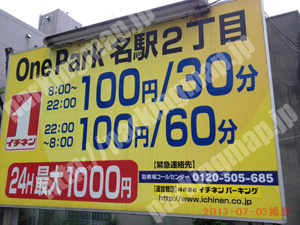 One Park 名駅2丁目
8:00~22:00 100円/30分
22:00~8:00 100円/60分
イチネン
24H 最大1000円
【緊急連絡先】
駐車場コールセンター 0120-505-685
【運営管理】株式会社 イチネン パーキング
http://www.ichinen.co.jp
2013-07-03撮影